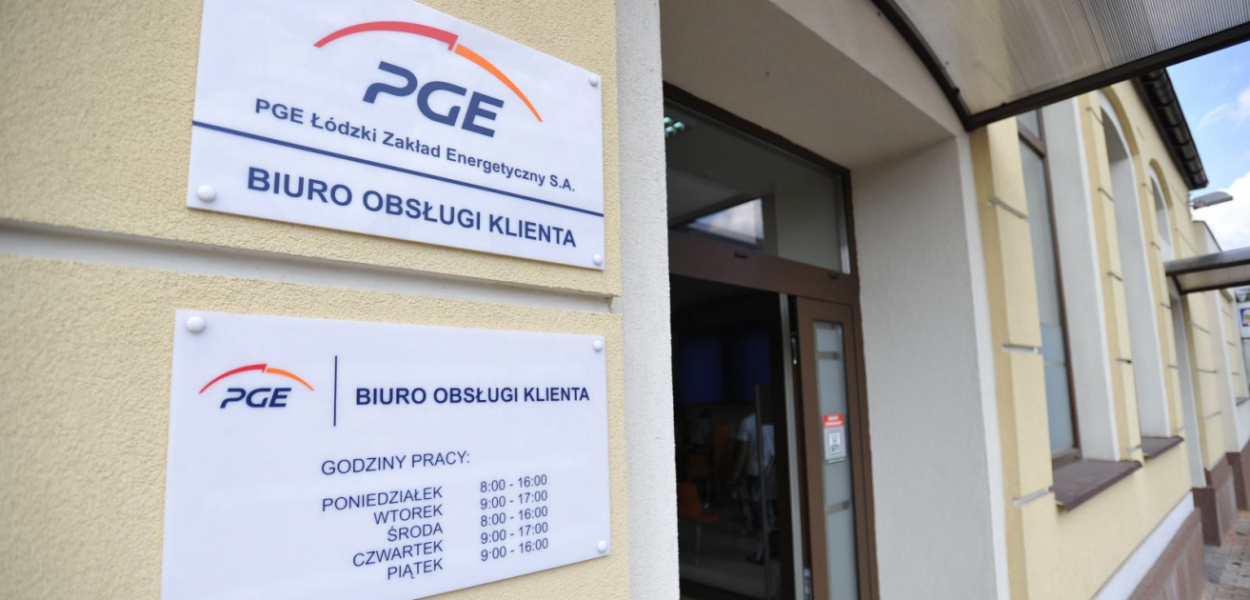 PGE
PGE Łódzki Zakład Energetyczny S.A.
BIURO OBSŁUGI KLIENTA
PGE
BIURO OBSŁUGI KLIENTA
GODZINY PRACY:
PONIEDZIAŁEK 8:00 - 16:00
WTOREK 9:00 - 17:00
ŚRODA 8:00 - 16:00
CZWARTEK 9:00 - 17:00
PIĄTEK 9:00 - 16:00